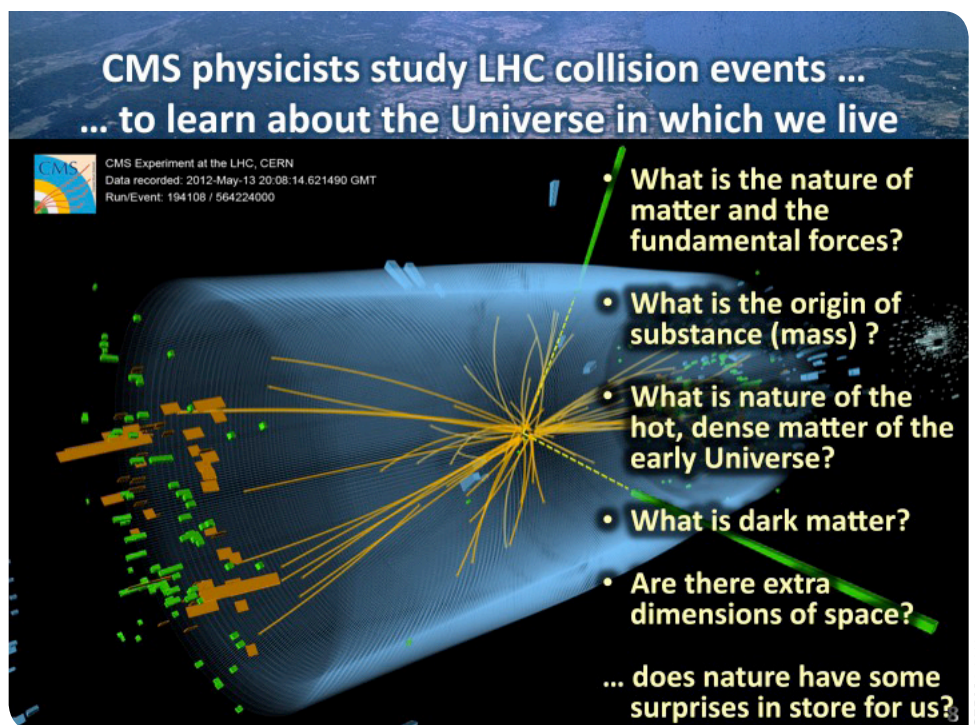 CMS physicists study LHC collision events …
… to learn about the Universe in which we live
CMS
CMS Experiment at the LHC, CERN
Data recorded: 2012-May-13 20:08:14.621490 GMT
Run/Event: 194108 / 564224000
• What is the nature of
matter and the
fundamental forces?
• What is the origin of
substance (mass) ?
• What is nature of the
hot, dense matter of the
early Universe?
• What is dark matter?
• Are there extra
dimensions of space?
… does nature have some
surprises in store for us?
8